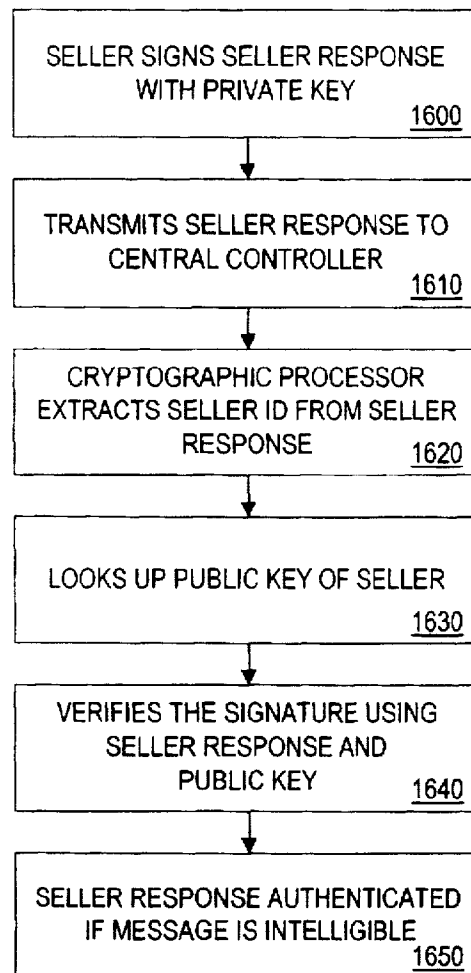 SELLER SIGNS SELLER RESPONSE
WITH PRIVATE KEY
1600
TRANSMITS SELLER RESPONSE TO
CENTRAL CONTROLLER
1610
CRYPTOGRAPHIC PROCESSOR
EXTRACTS SELLER ID FROM SELLER
RESPONSE
1620
LOOKS UP PUBLIC KEY OF SELLER
1630
VERIFIES THE SIGNATURE USING
SELLER RESPONSE AND
PUBLIC KEY
1640
SELLER RESPONSE AUTHENTICATED
IF MESSAGE IS INTELLIGIBLE
1650